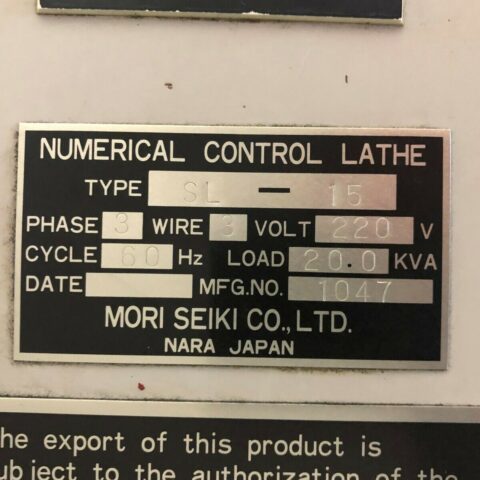 NUMERICAL CONTROL LATHE
TYPE SL — 15
PHASE 3 WIRE 3 VOLT 220 V
CYCLE 60 Hz LOAD 20.0 KVA
DATE MFG.NO. 1047
MORI SEIKI CO., LTD.
NARA JAPAN
he export of this product is
ubject to the authorization of the